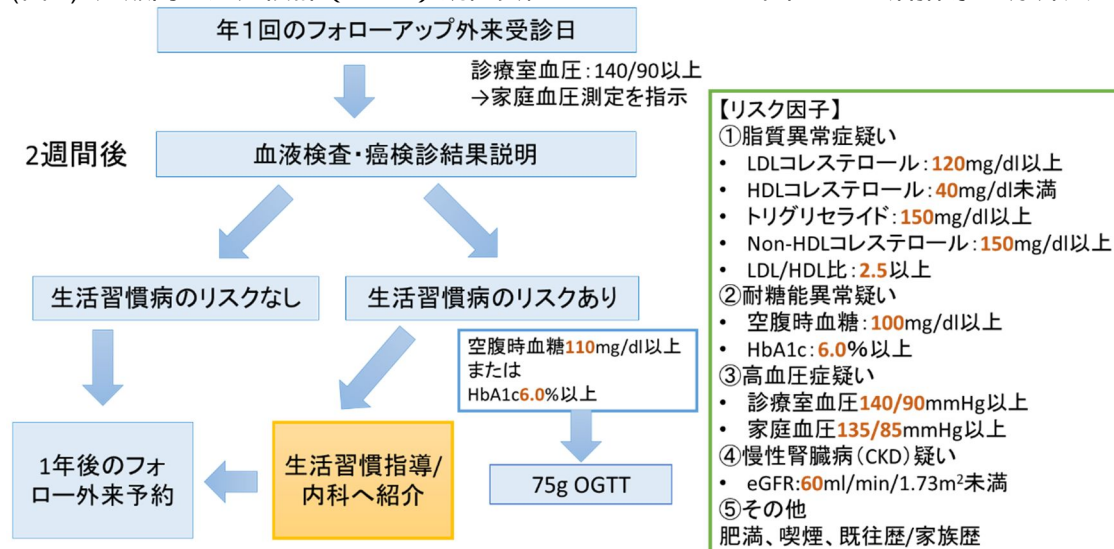 年1回のフォローアップ外来受診日
診療室血圧：140/90以上
→家庭血圧測定を指示
2週間後
血液検査・癌検診結果説明
生活習慣病のリスクなし
生活習慣病のリスクあり
空腹時血糖110mg/dl以上
または
HbA1c6.0%以上
1年後のフォ
ロー外来予約
生活習慣指導/
内科へ紹介
75g OGTT
【リスク因子】
①脂質異常症疑い
• LDLコレステロール：120mg/dl以上
• HDLコレステロール：40mg/dl未満
• トリグリセライド：150mg/dl以上
• Non-HDLコレステロール：150mg/dl以上
• LDL/HDL比：2.5以上
②耐糖能異常疑い
• 空腹時血糖：100mg/dl以上
• HbA1c：6.0%以上
③高血圧症疑い
• 診療室血圧140/90mmHg以上
• 家庭血圧135/85mmHg以上
④慢性腎臓病（CKD）疑い
• eGFR:60ml/min/1.73m²未満
⑤その他
肥満、喫煙、既往歴/家族歴